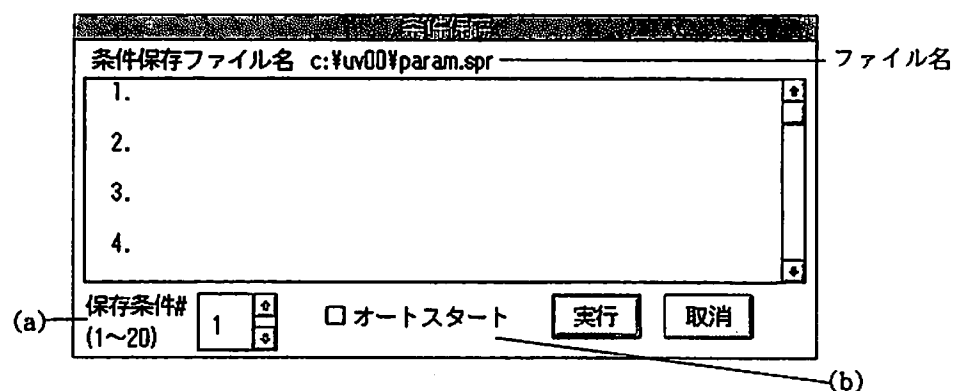 条件保存
条件保存ファイル名 c:¥uv00¥param.spr ファイル名
1.
2.
3.
4.
(a) 保存条件# 1 □ オートスタート 実行 取消
(1～20)
(b)